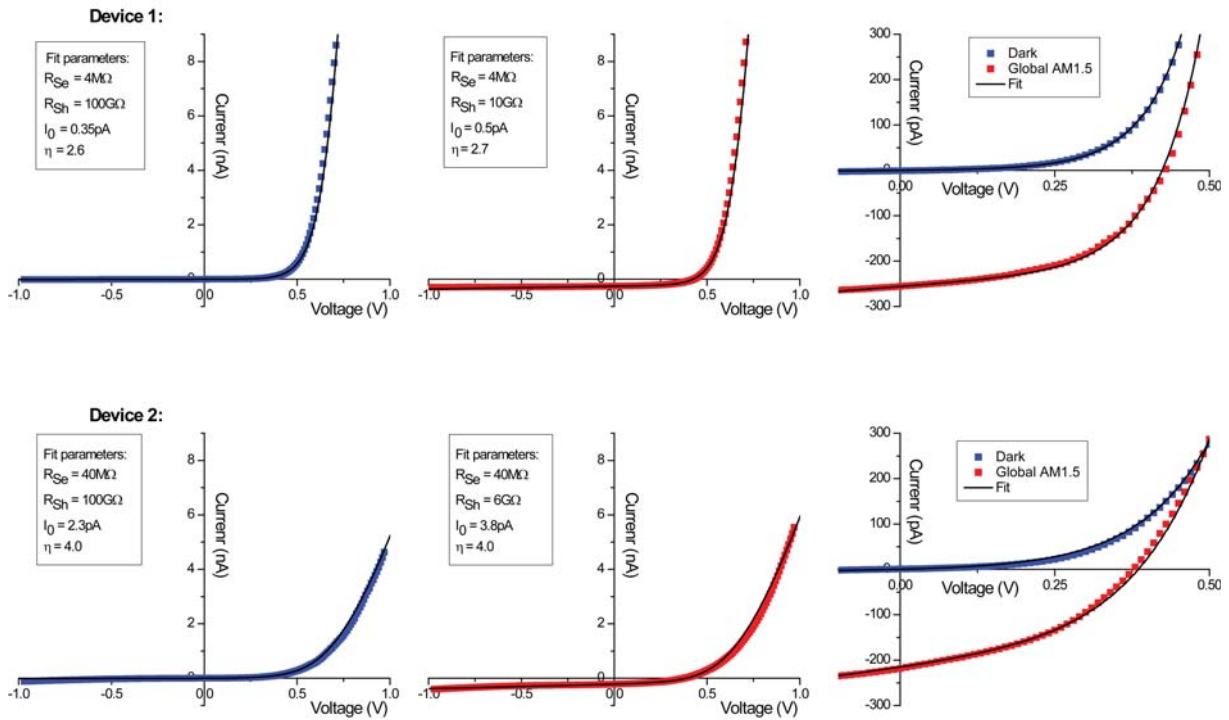 Device 1:
Fit parameters:
R_Se = 4MΩ
R_Sh = 100GΩ
I_0 = 0.35pA
η = 2.6
Currenr (nA)
8
6
4
2
0
-1.0 -0.5 0.0 0.5 1.0
Voltage (V)
Fit parameters:
R_Se = 4MΩ
R_Sh = 10GΩ
I_0 = 0.5pA
η = 2.7
Currenr (nA)
8
6
4
2
0
-1.0 -0.5 0.0 0.5 1.0
Voltage (V)
Dark
Global AM1.5
Fit
Currenr (pA)
300
200
100
0
-100
-200
-300
0.00 0.25 0.50
Voltage (V)
Device 2:
Fit parameters:
R_Se = 40MΩ
R_Sh = 100GΩ
I_0 = 2.3pA
η = 4.0
Currenr (nA)
8
6
4
2
0
-1.0 -0.5 0.0 0.5 1.0
Voltage (V)
Fit parameters:
R_Se = 40MΩ
R_Sh = 6GΩ
I_0 = 3.8pA
η = 4.0
Currenr (nA)
8
6
4
2
0
-1.0 -0.5 0.0 0.5 1.0
Voltage (V)
Dark
Global AM1.5
Fit
Currenr (pA)
300
200
100
0
-100
-200
-300
0.00 0.25 0.50
Voltage (V)